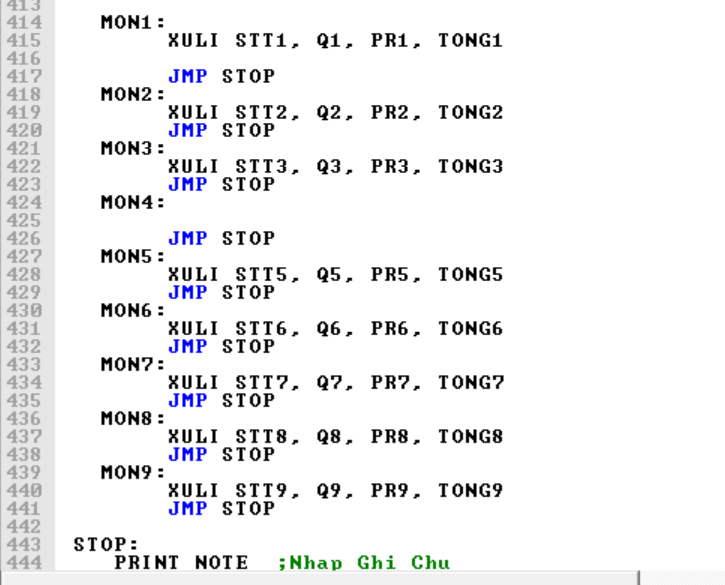 413
414 MON1:
415 XULI STT1, Q1, PR1, TONG1
416
417 JMP STOP
418 MON2:
419 XULI STT2, Q2, PR2, TONG2
420 JMP STOP
421 MON3:
422 XULI STT3, Q3, PR3, TONG3
423 JMP STOP
424 MON4:
425
426 JMP STOP
427 MON5:
428 XULI STT5, Q5, PR5, TONG5
429 JMP STOP
430 MON6:
431 XULI STT6, Q6, PR6, TONG6
432 JMP STOP
433 MON7:
434 XULI STT7, Q7, PR7, TONG7
435 JMP STOP
436 MON8:
437 XULI STT8, Q8, PR8, TONG8
438 JMP STOP
439 MON9:
440 XULI STT9, Q9, PR9, TONG9
441 JMP STOP
442
443 STOP:
444 PRINT NOTE ;Nhap Ghi Chu